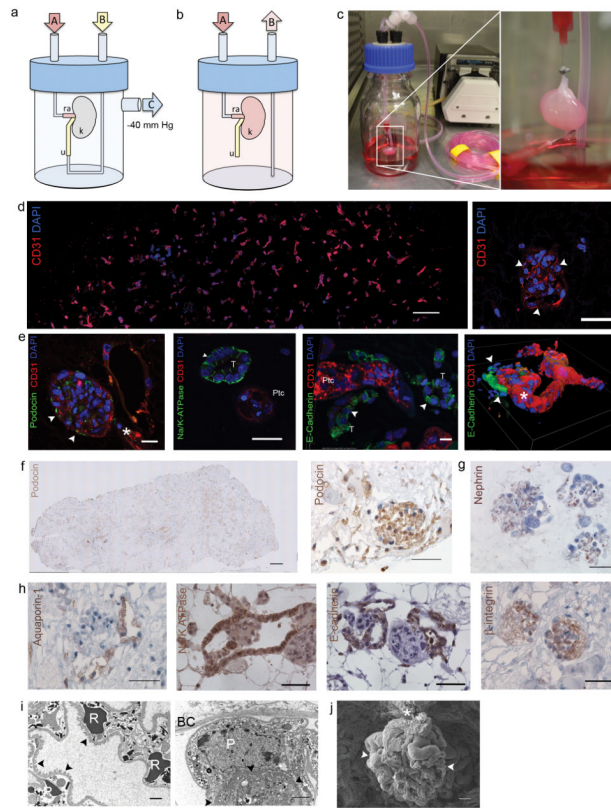 a
A
B
C
-40 mm Hg
ra
k
u
b
A
B
ra
k
u
c
d
CD31 DAPI
CD31 DAPI
e
Podocin CD31 DAPI
Na/K-ATPase CD31 DAPI
T
Ptc
E-Cadherin CD31 DAPI
Ptc
T
T
E-Cadherin CD31 DAPI
f
Podocin
Podocin
g
Nephrin
h
Aquaporin-1
Na/K ATPase
E-cadherin
β-integrin
i
R
R
R
BC
P
j